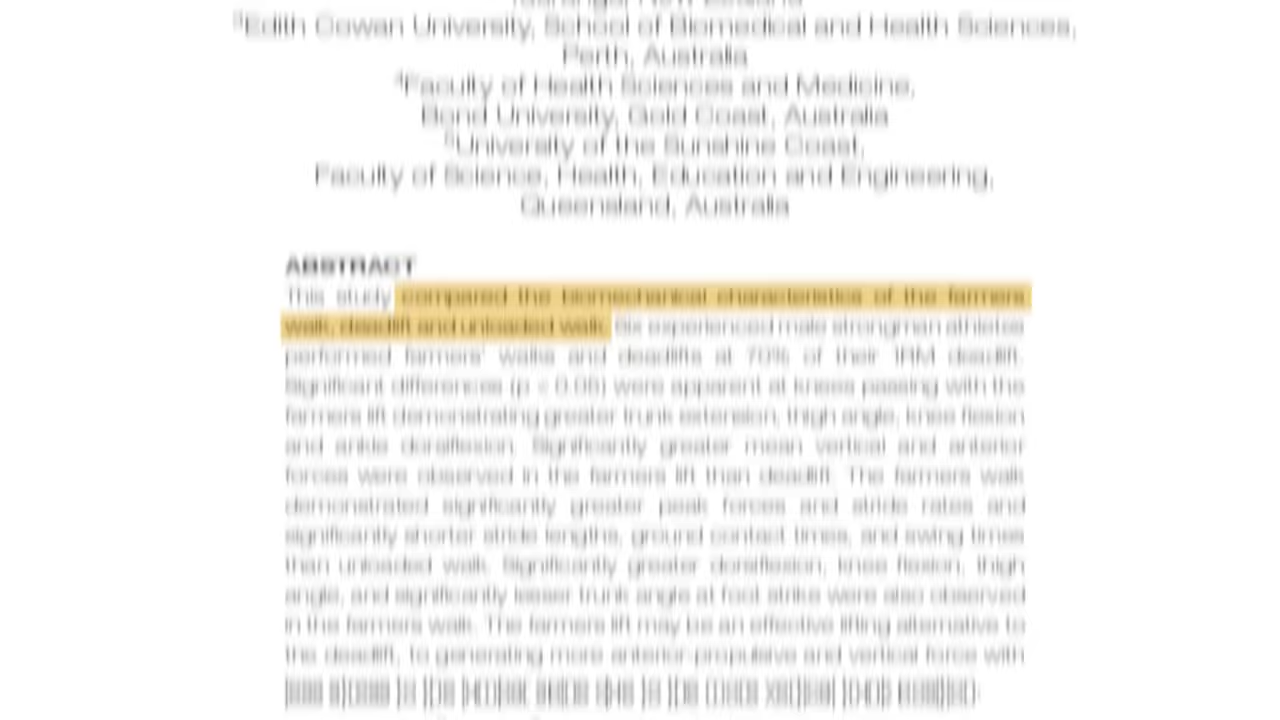 ³Edith Cowan University, School of Biomedical and Health Sciences,
Perth, Australia
⁴Faculty of Health Sciences and Medicine,
Bond University, Gold Coast, Australia
⁵University of the Sunshine Coast,
Faculty of Science, Health, Education and Engineering,
Queensland, Australia
ABSTRACT
This study compared the biomechanical characteristics of the farmers
walk, deadlift and unloaded walk. Six experienced male strongman athletes
performed farmers' walks and deadlifts at 70% of their 1RM deadlift.
Significant differences (p < 0.05) were apparent at knees passing with the
farmers lift demonstrating greater trunk extension, thigh angle, knee flexion
and ankle dorsiflexion. Significantly greater mean vertical and anterior
forces were observed in the farmers lift than deadlift. The farmers walk
demonstrated significantly greater peak forces and stride rates and
significantly shorter stride lengths, ground contact times, and swing times
than unloaded walk. Significantly greater dorsiflexion, knee flexion, thigh
angle, and significantly lesser trunk angle at foot strike were also observed
in the farmers walk. The farmers lift may be an effective lifting alternative to
the deadlift, to generating more anterior-propulsive and vertical force with